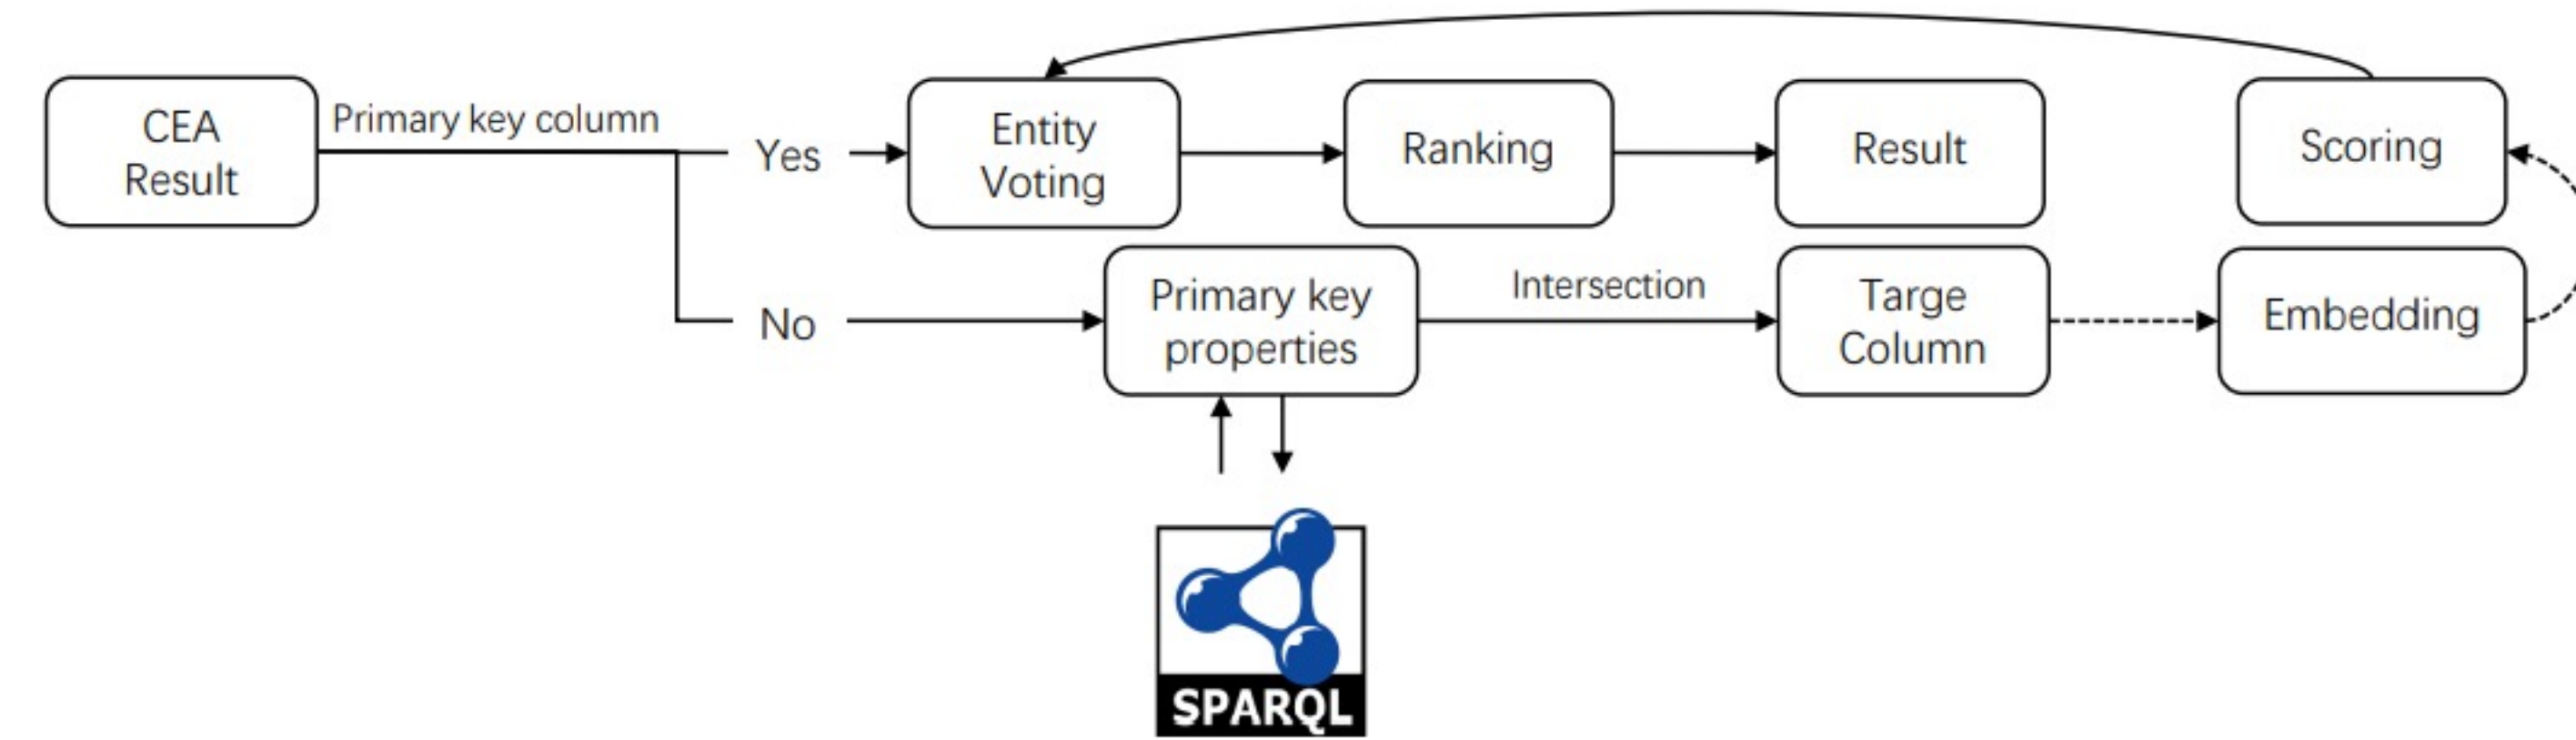 CEA
Result
Primary key column
Yes
Entity
Voting
Ranking
Result
Scoring
No
Primary key
properties
Intersection
Targe
Column
Embedding
SPARQL